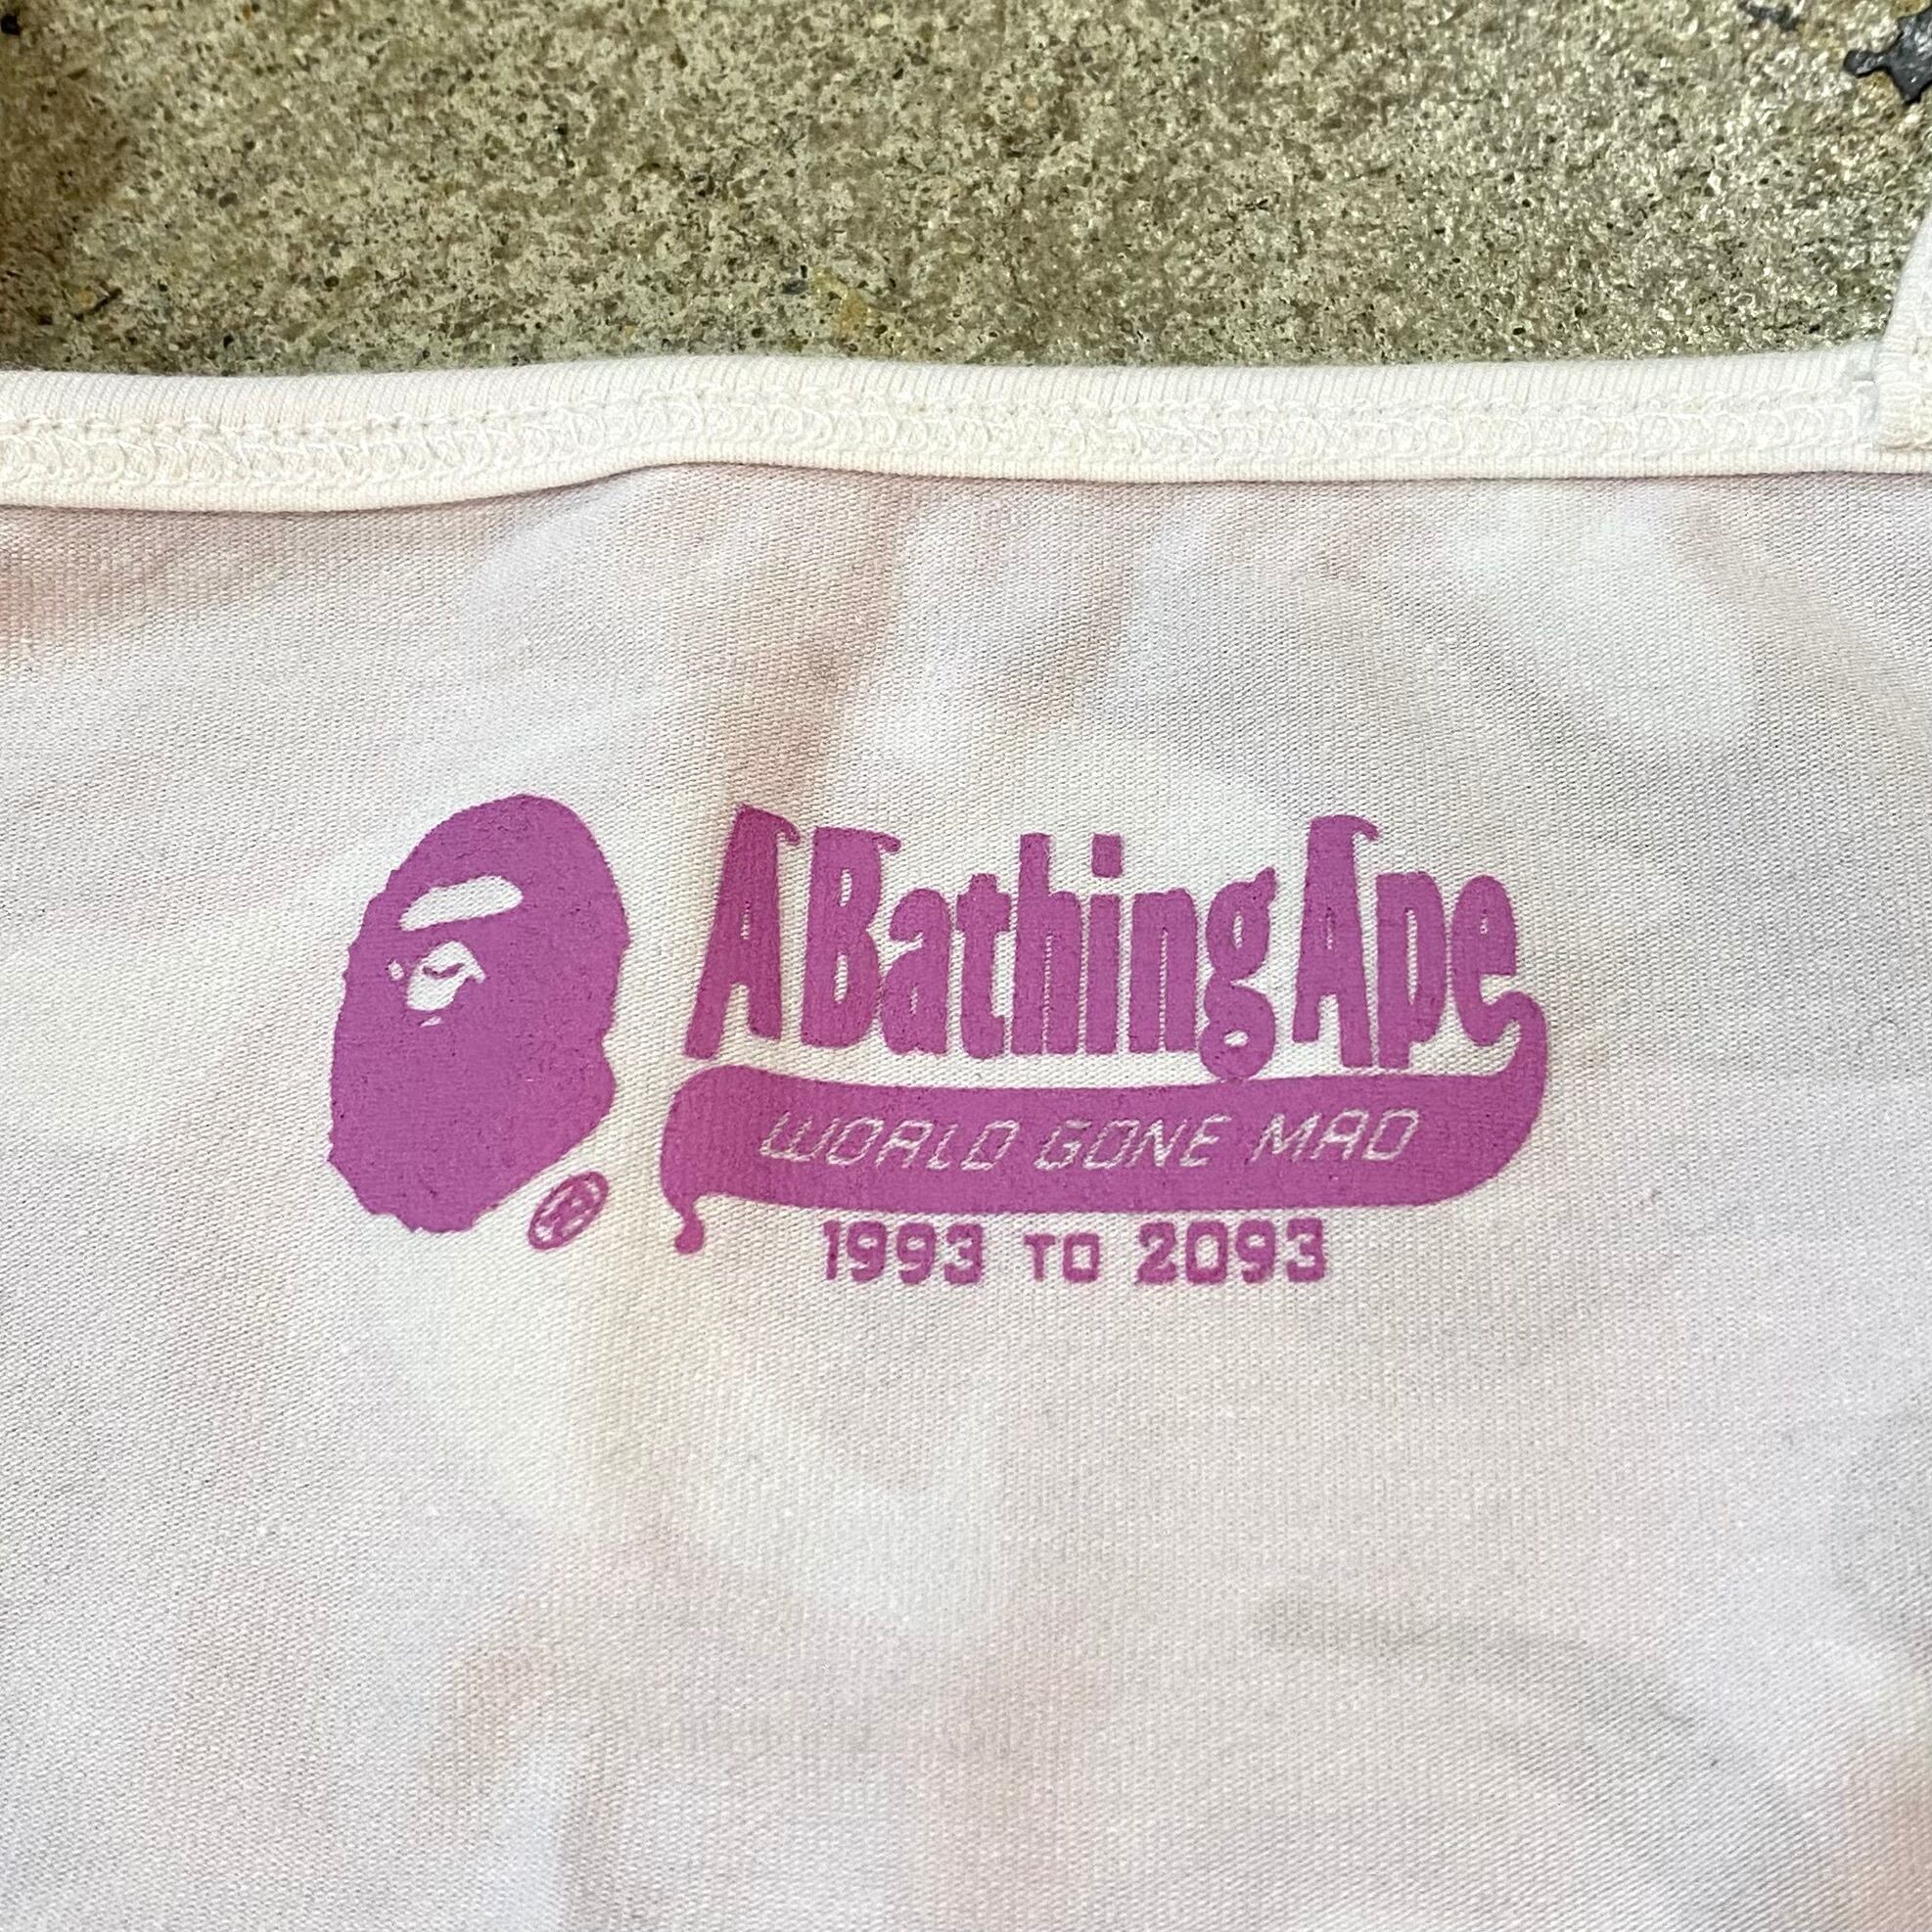 A Bathing Ape
WORLD GONE MAD
1993 TO 2093